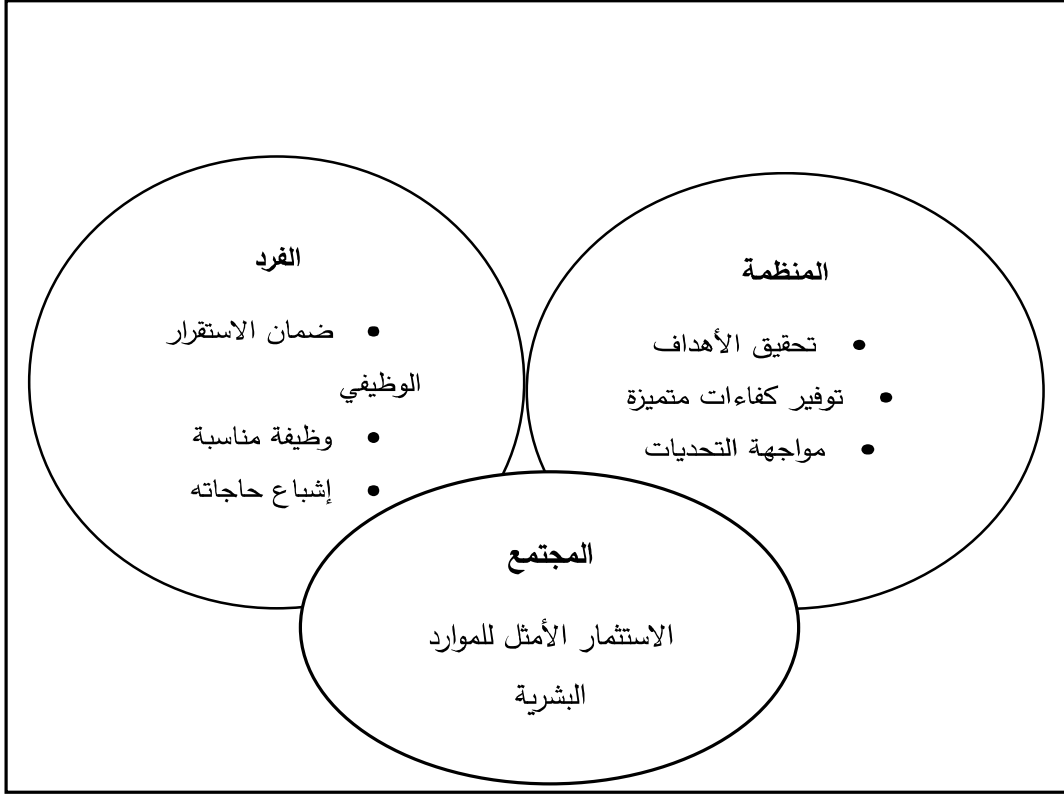 المنظمة
• تحقيق الأهداف
• توفير كفاءات متميزة
• مواجهة التحديات
الفرد
• ضمان الاستقرار
الوظيفي
• وظيفة مناسبة
• إشباع حاجاته
المجتمع
الاستثمار الأمثل للموارد
البشرية